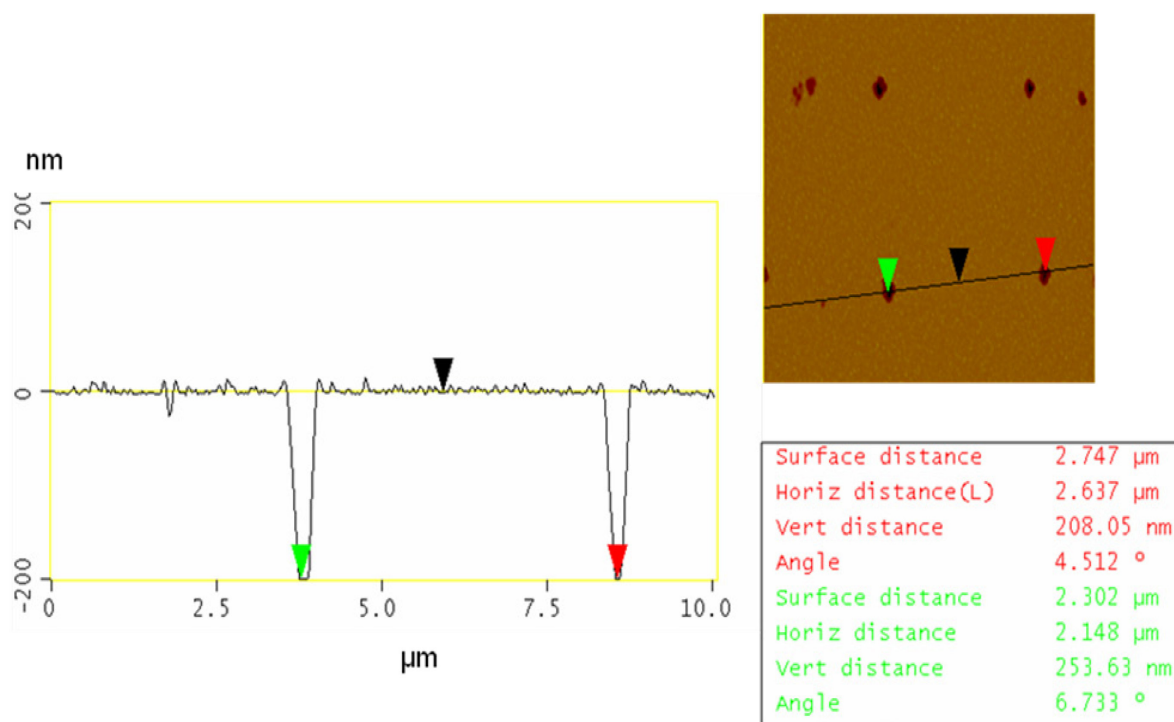 nm
200
0
-200
0 2.5 5.0 7.5 10.0
µm
Surface distance 2.747 µm
Horiz distance(L) 2.637 µm
Vert distance 208.05 nm
Angle 4.512 °
Surface distance 2.302 µm
Horiz distance 2.148 µm
Vert distance 253.63 nm
Angle 6.733 °